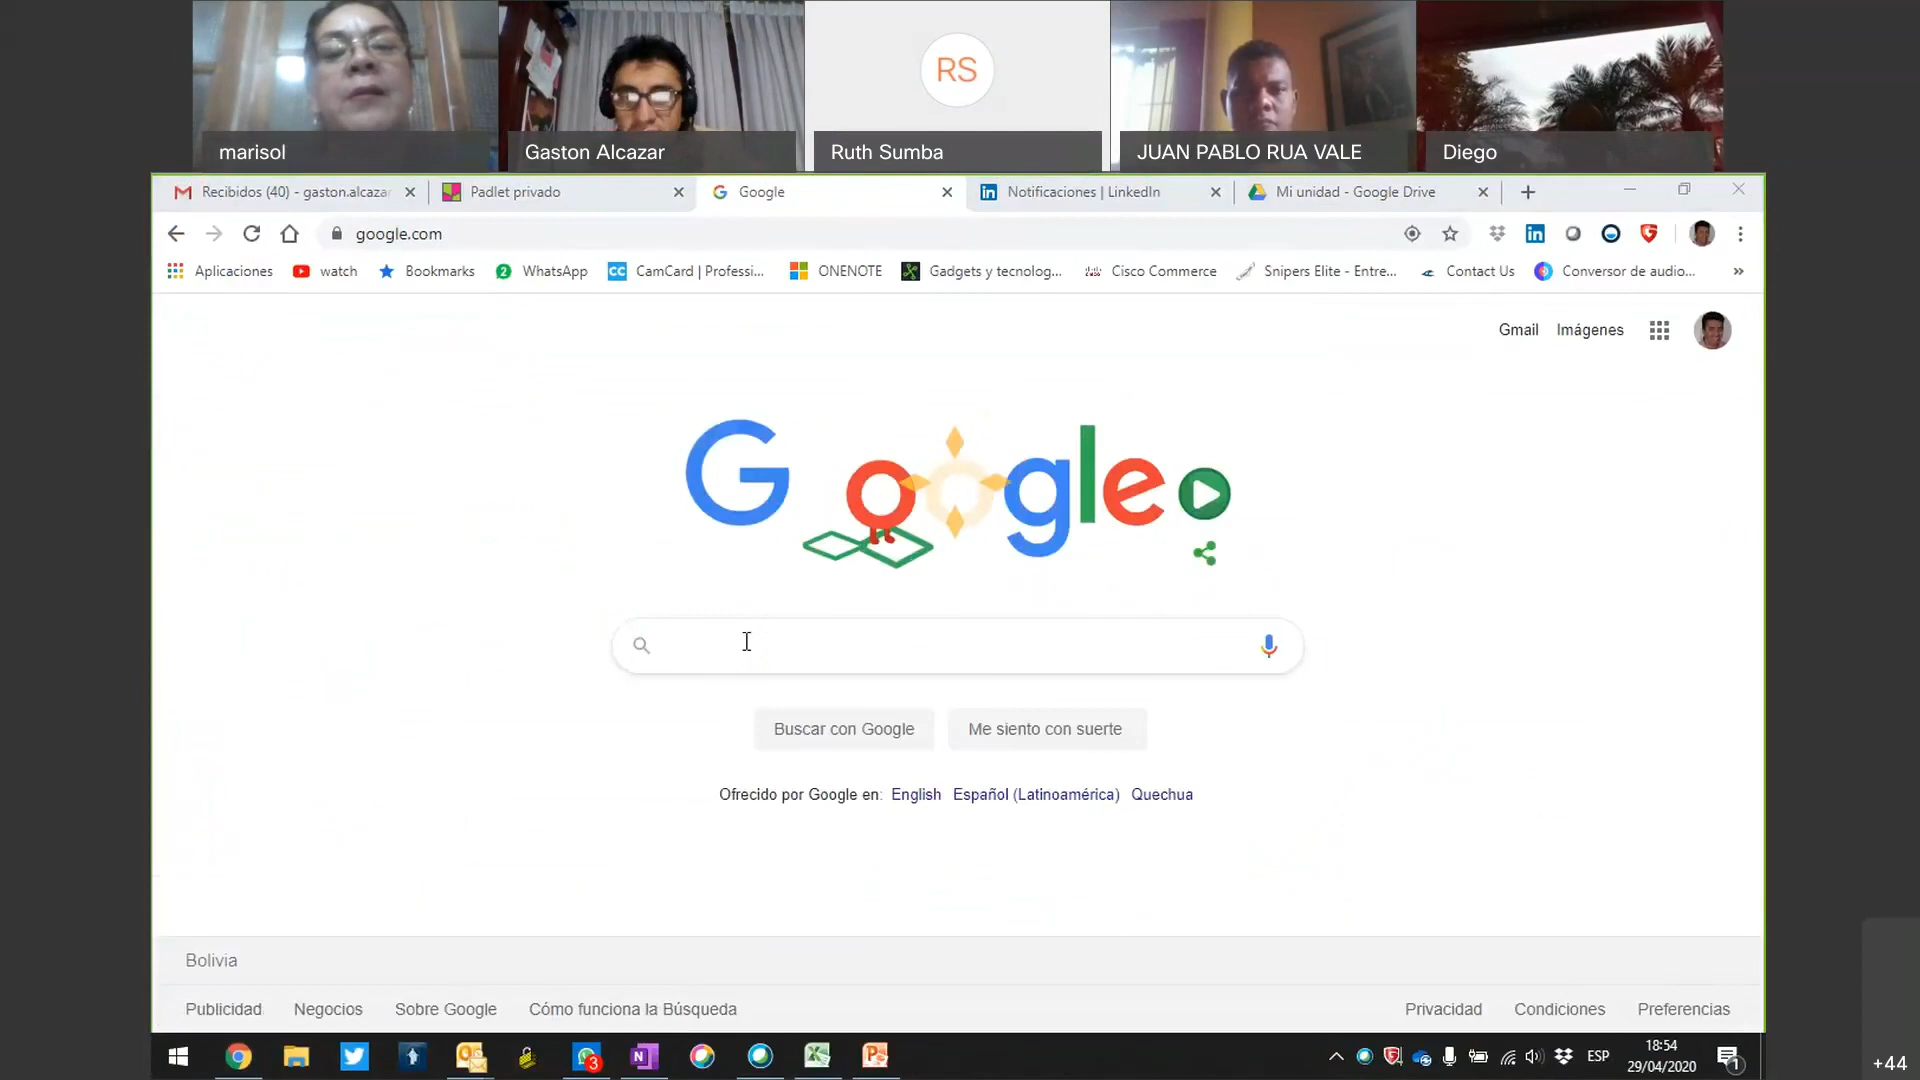 RS
marisol
Gaston Alcazar
Ruth Sumba
JUAN PABLO RUA VALE
Diego
Recibidos (40) - gaston.alcaza
Padlet privado
Google
Notificaciones | LinkedIn
Mi unidad - Google Drive
google.com
Aplicaciones
watch
Bookmarks
WhatsApp
CamCard | Professi...
ONENOTE
Gadgets y tecnolog...
Cisco Commerce
Snipers Elite - Entre...
Contact Us
Conversor de audio...
Gmail
Imágenes
Google
Buscar con Google
Me siento con suerte
Ofrecido por Google en: English Español (Latinoamérica) Quechua
Bolivia
Publicidad
Negocios
Sobre Google
Cómo funciona la Búsqueda
Privacidad
Condiciones
Preferencias
ESP
18:54
29/04/2020
+44